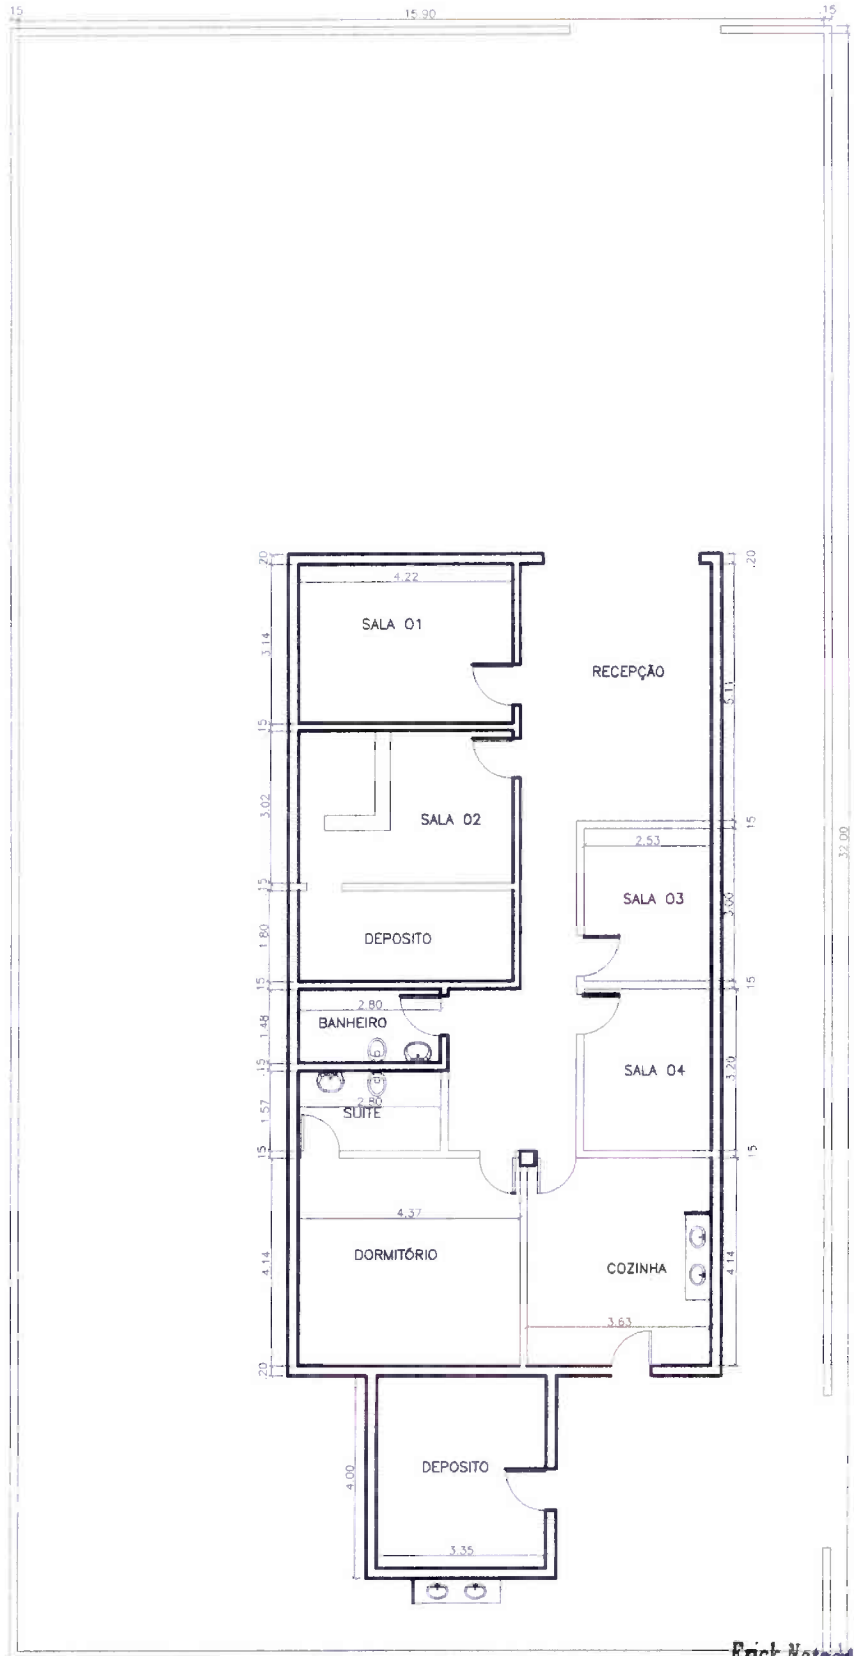 .15
15.90
.15
.20
4.22
.20
SALA 01
3.14
RECEPÇÃO
5.11
.15
3.02
SALA 02
.15
2.53
32.00
.15
SALA 03
3.00
1.80
DEPOSITO
.15
.15
2.80
1.48
BANHEIRO
.15
SALA 04
3.20
2.80
1.57
SUITE
.15
.15
4.37
4.14
DORMITÓRIO
COZINHA
4.14
3.63
.20
4.00
DEPOSITO
3.35
Erick